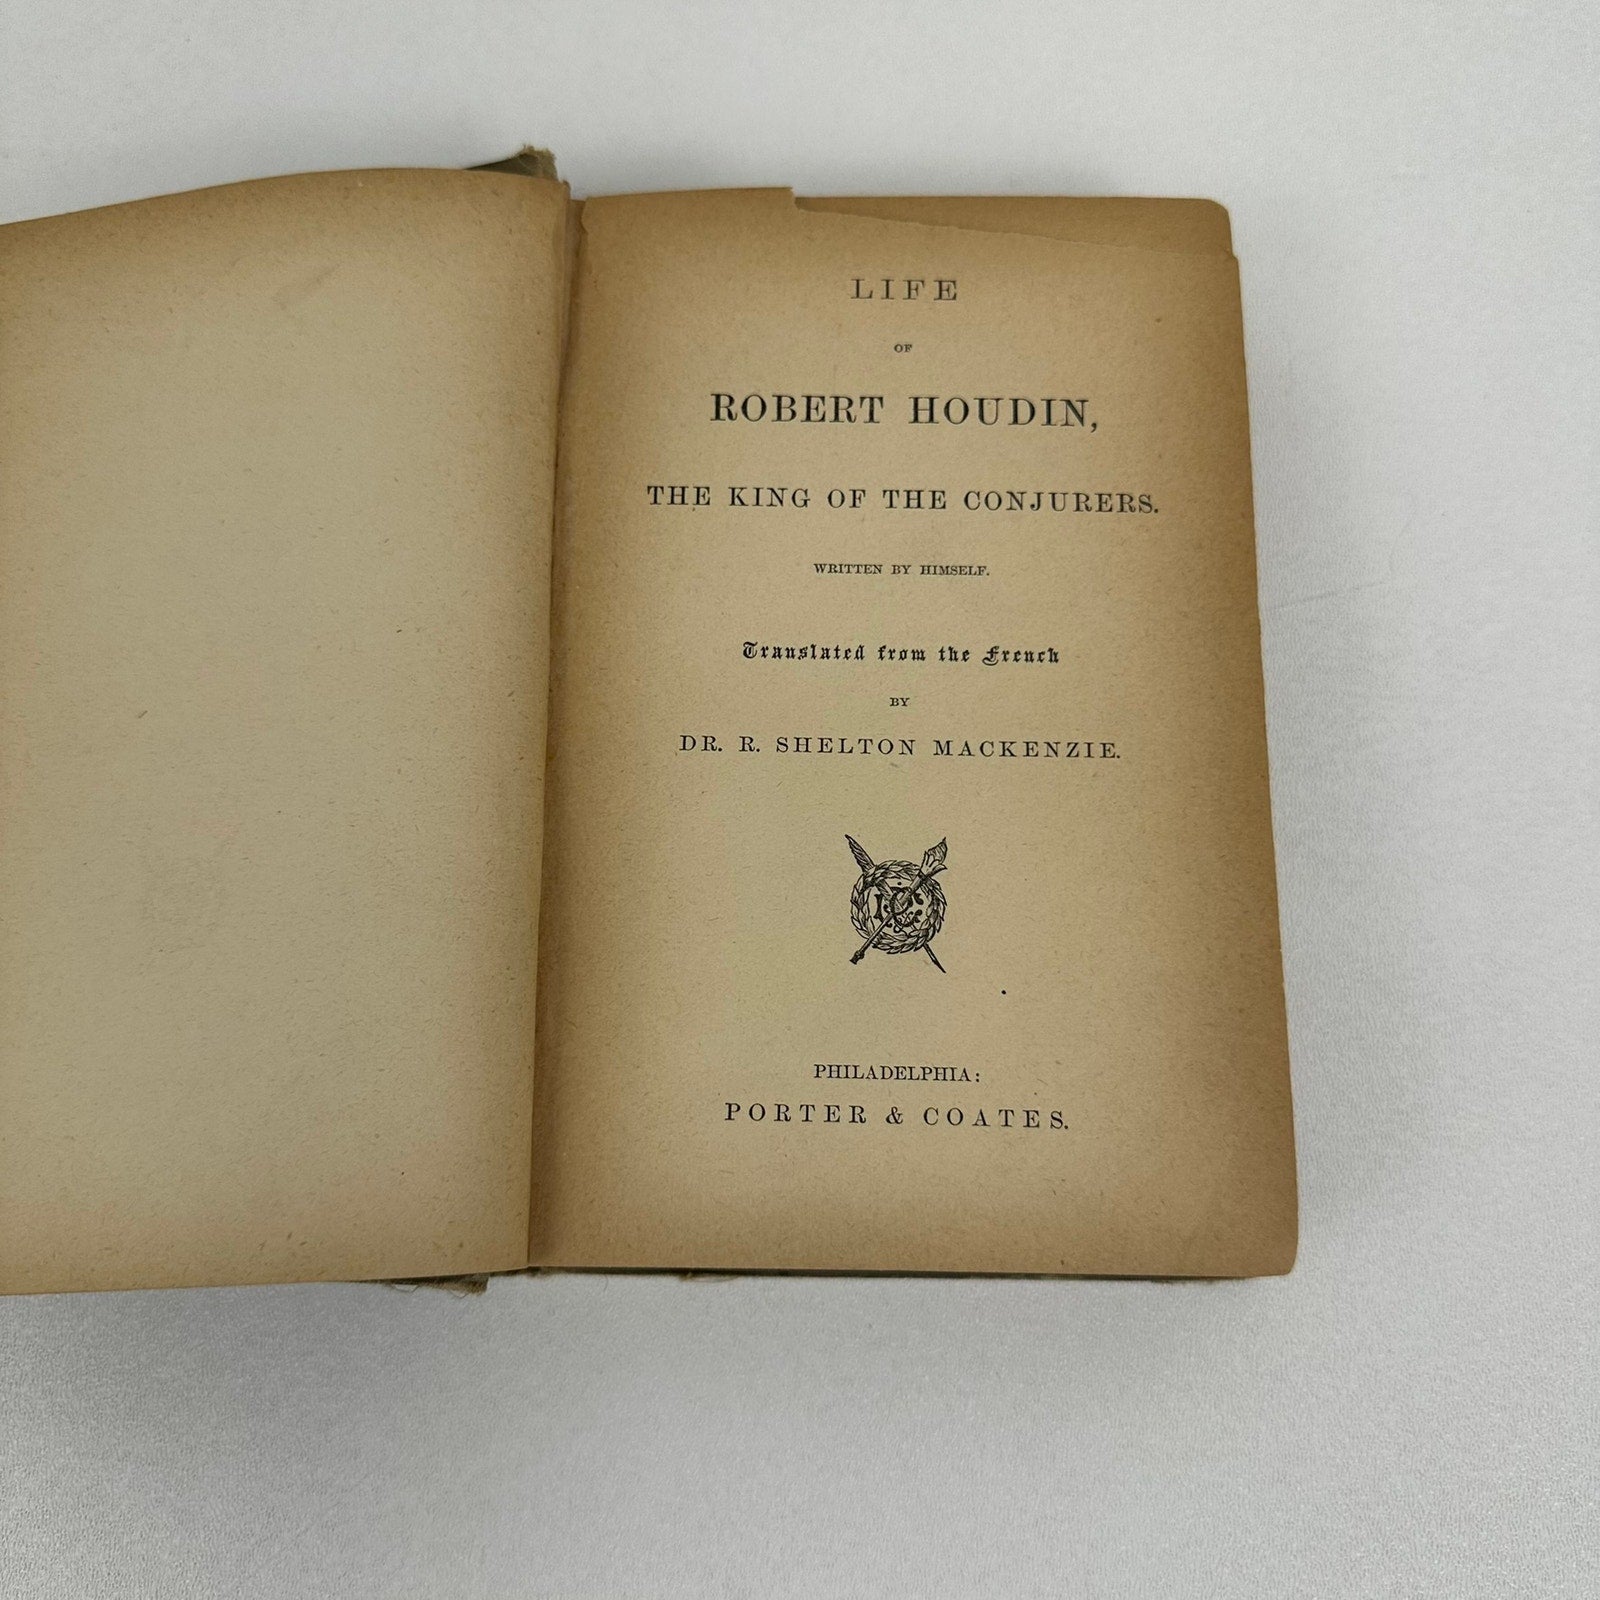 LIFE
OF
ROBERT HOUDIN,
THE KING OF THE CONJURERS.
WRITTEN BY HIMSELF.
Translated from the French
BY
DR. R. SHELTON MACKENZIE.
PHILADELPHIA:
PORTER & COATES.